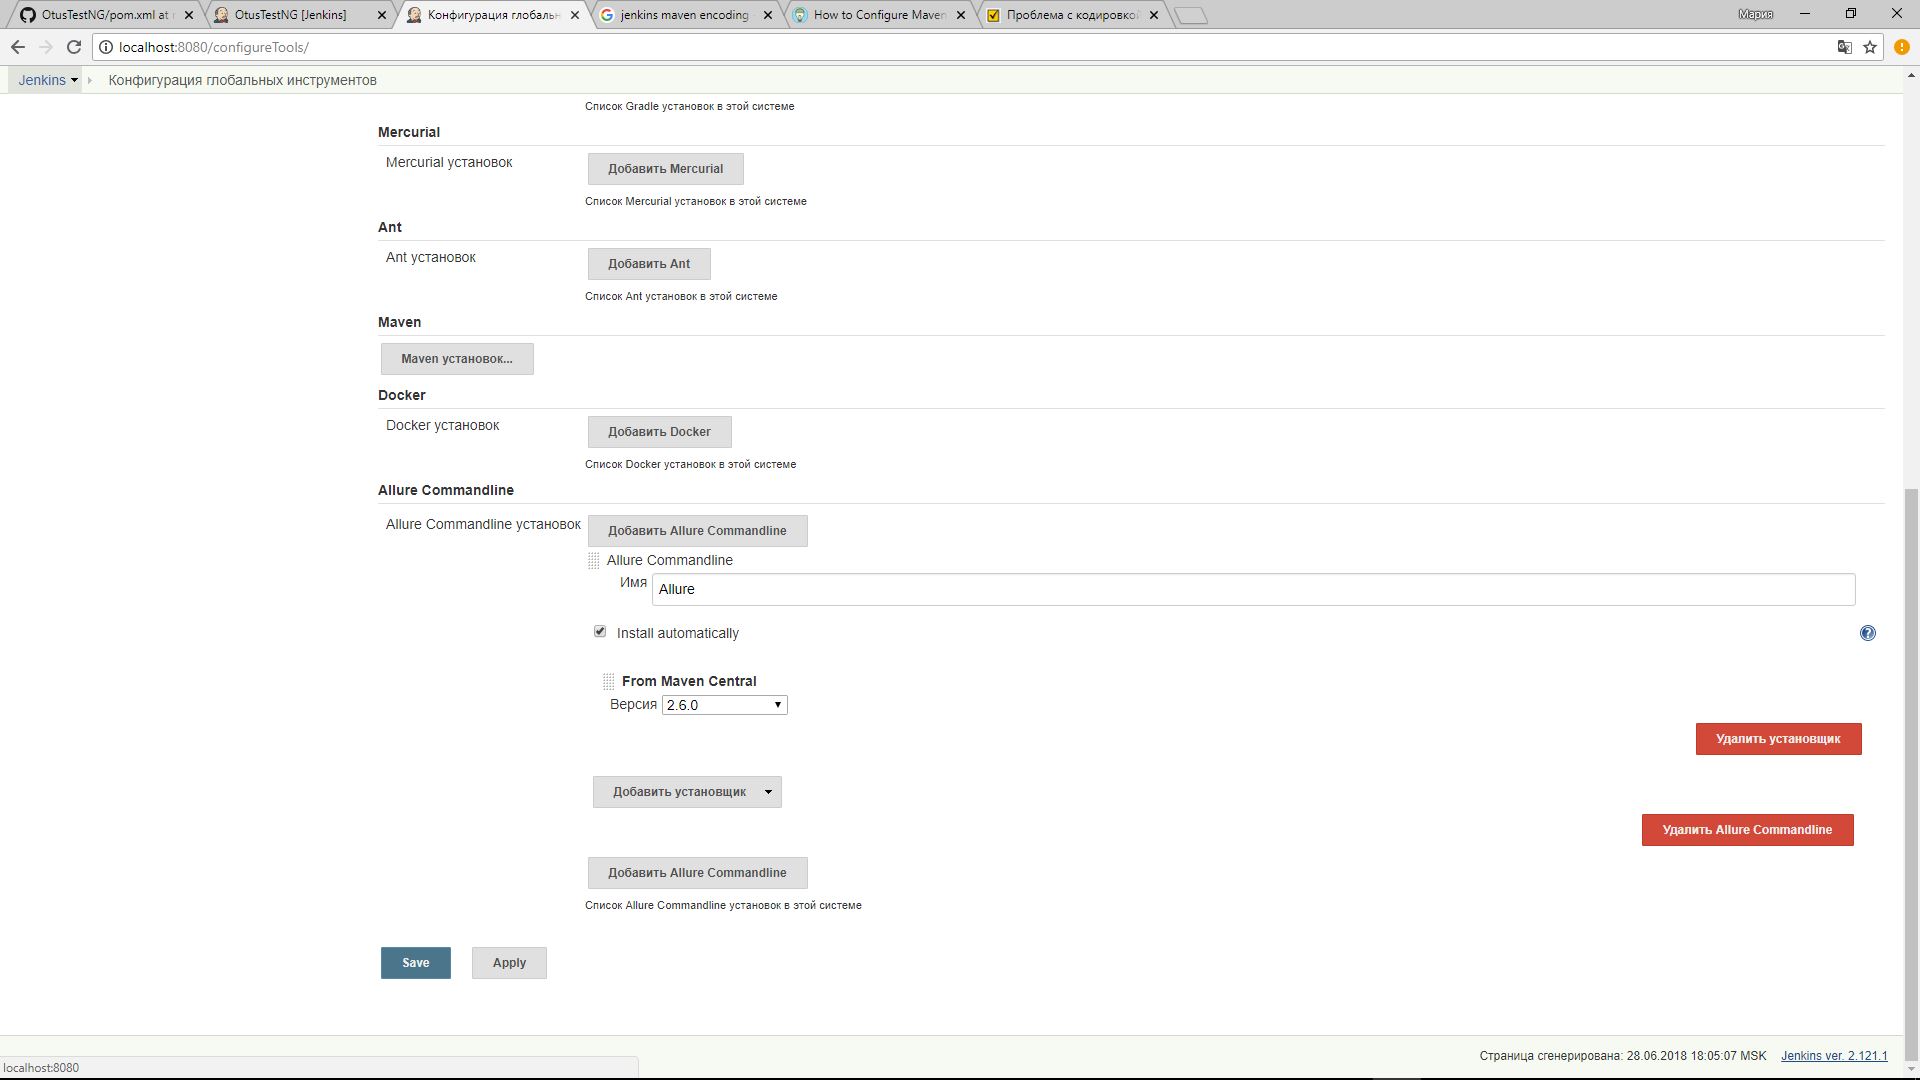 OtusTestNG/pom.xml at
OtusTestNG [Jenkins]
Конфигурация глобальн
jenkins maven encoding
How to Configure Maven
Проблема с кодировкой
Мария
localhost:8080/configureTools/
Jenkins
Конфигурация глобальных инструментов
Список Gradle установок в этой системе
Mercurial
Mercurial установок
Добавить Mercurial
Список Mercurial установок в этой системе
Ant
Ant установок
Добавить Ant
Список Ant установок в этой системе
Maven
Maven установок...
Docker
Docker установок
Добавить Docker
Список Docker установок в этой системе
Allure Commandline
Allure Commandline установок
Добавить Allure Commandline
Allure Commandline
Имя
Allure
Install automatically
From Maven Central
Версия 2.6.0
Удалить установщик
Добавить установщик
Удалить Allure Commandline
Добавить Allure Commandline
Список Allure Commandline установок в этой системе
Save
Apply
Страница сгенерирована: 28.06.2018 18:05:07 MSK
Jenkins ver. 2.121.1
localhost:8080